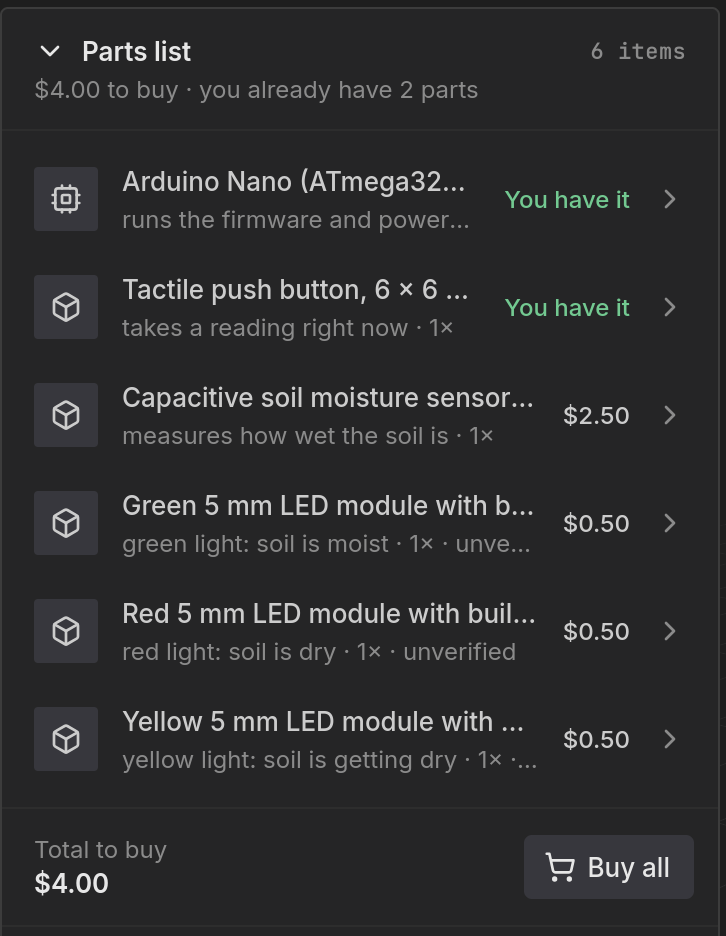 Parts list
6 items
$4.00 to buy · you already have 2 parts
Arduino Nano (ATmega32...
You have it
runs the firmware and power...
Tactile push button, 6 × 6 ...
You have it
takes a reading right now · 1×
Capacitive soil moisture sensor...
$2.50
measures how wet the soil is · 1×
Green 5 mm LED module with b...
$0.50
green light: soil is moist · 1× · unve...
Red 5 mm LED module with buil...
$0.50
red light: soil is dry · 1× · unverified
Yellow 5 mm LED module with ...
$0.50
yellow light: soil is getting dry · 1× ·...
Total to buy
$4.00
Buy all